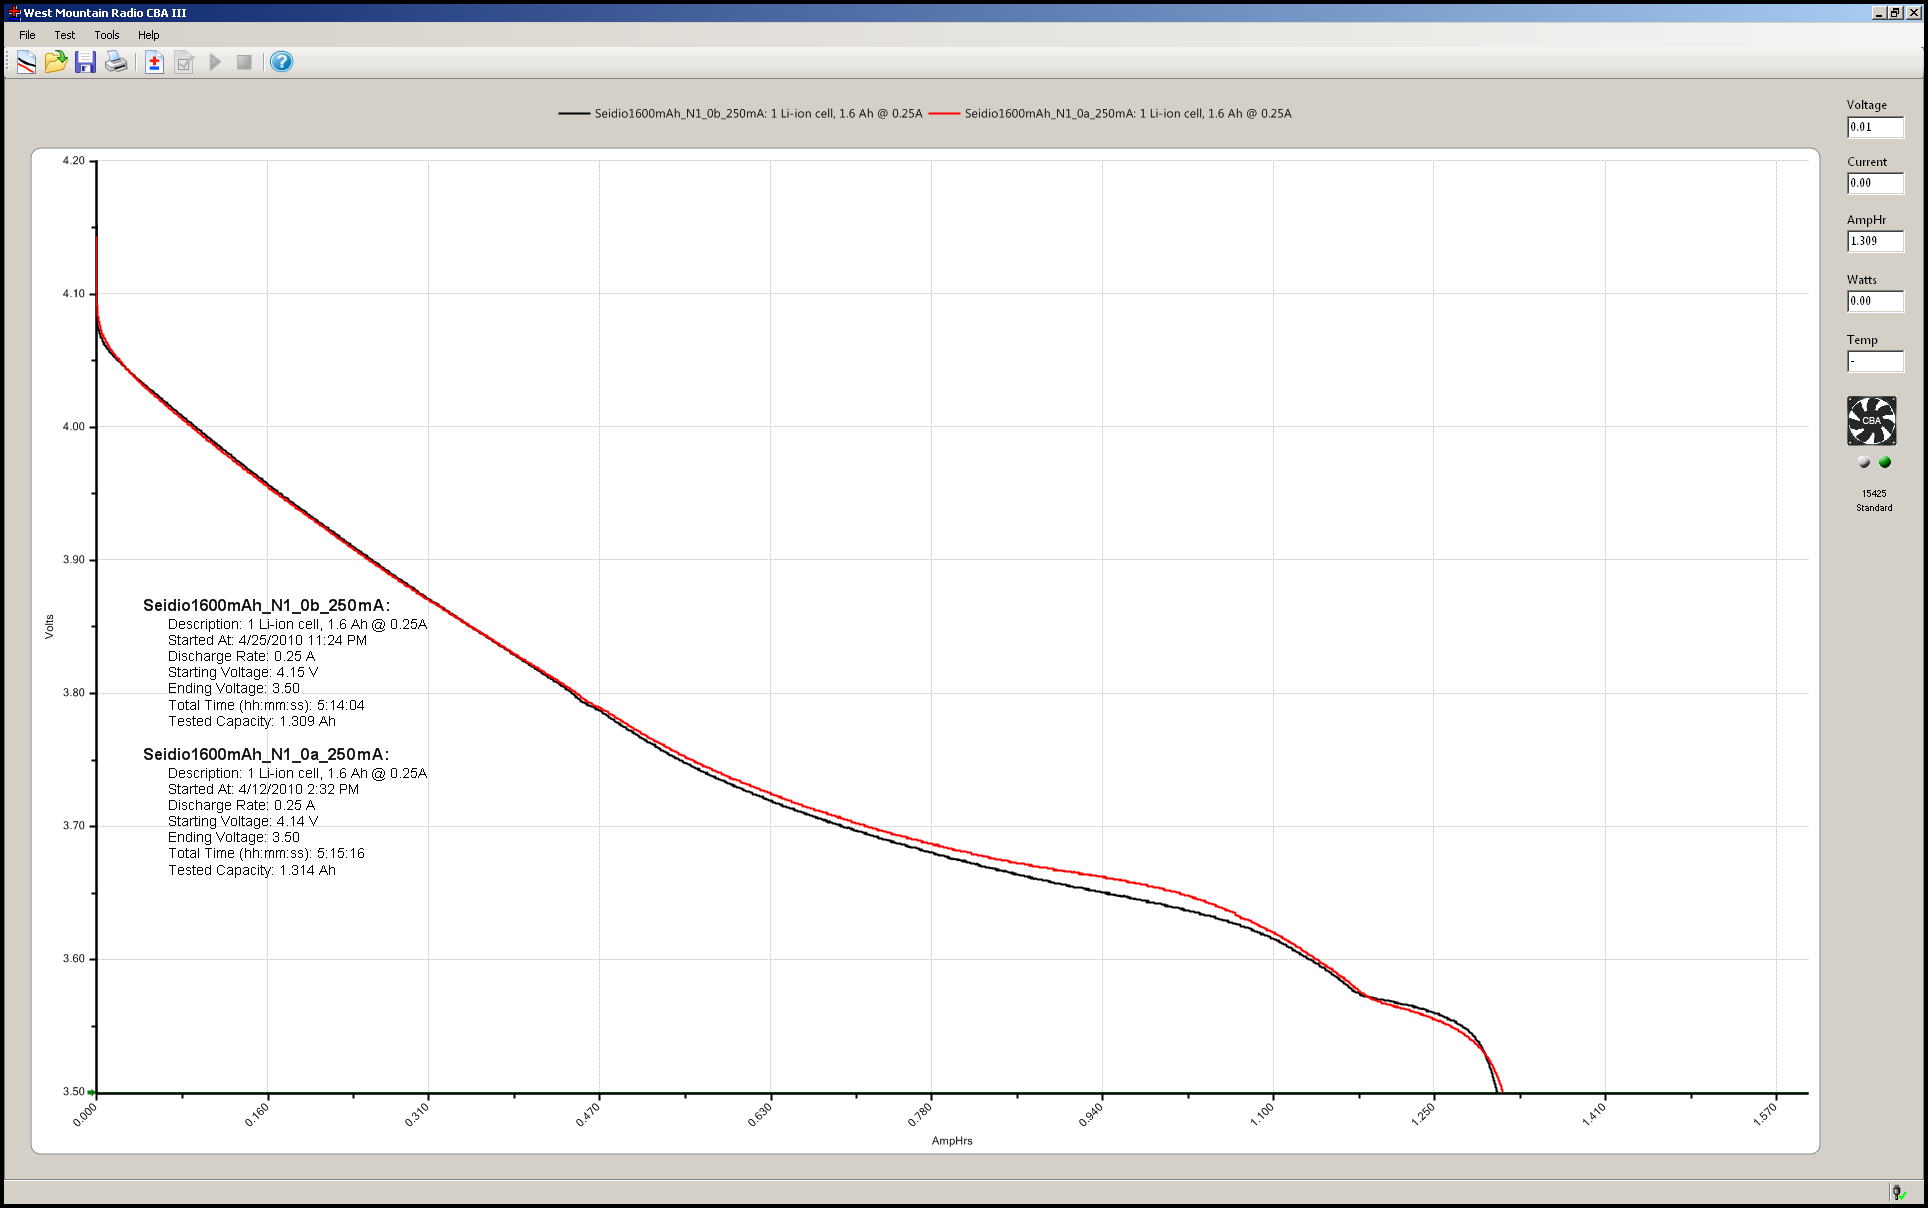 West Mountain Radio CBA III
File Test Tools Help
Seidio1600mAh_N1_0b_250mA: 1 Li-ion cell, 1.6 Ah @ 0.25A Seidio1600mAh_N1_0a_250mA: 1 Li-ion cell, 1.6 Ah @ 0.25A
Voltage
0.01
Current
0.00
AmpHr
1.309
Watts
0.00
Temp
-
CBA
15425
Standard
4.20
4.10
4.00
3.90
3.80
3.70
3.60
3.50
Volts
Seidio1600mAh_N1_0b_250mA:
Description: 1 Li-ion cell, 1.6 Ah @ 0.25A
Started At: 4/25/2010 11:24 PM
Discharge Rate: 0.25 A
Starting Voltage: 4.15 V
Ending Voltage: 3.50
Total Time (hh:mm:ss): 5:14:04
Tested Capacity: 1.309 Ah
Seidio1600mAh_N1_0a_250mA:
Description: 1 Li-ion cell, 1.6 Ah @ 0.25A
Started At: 4/12/2010 2:32 PM
Discharge Rate: 0.25 A
Starting Voltage: 4.14 V
Ending Voltage: 3.50
Total Time (hh:mm:ss): 5:15:16
Tested Capacity: 1.314 Ah
0.000 0.160 0.310 0.470 0.630 0.780 0.940 1.100 1.250 1.410 1.570
AmpHrs